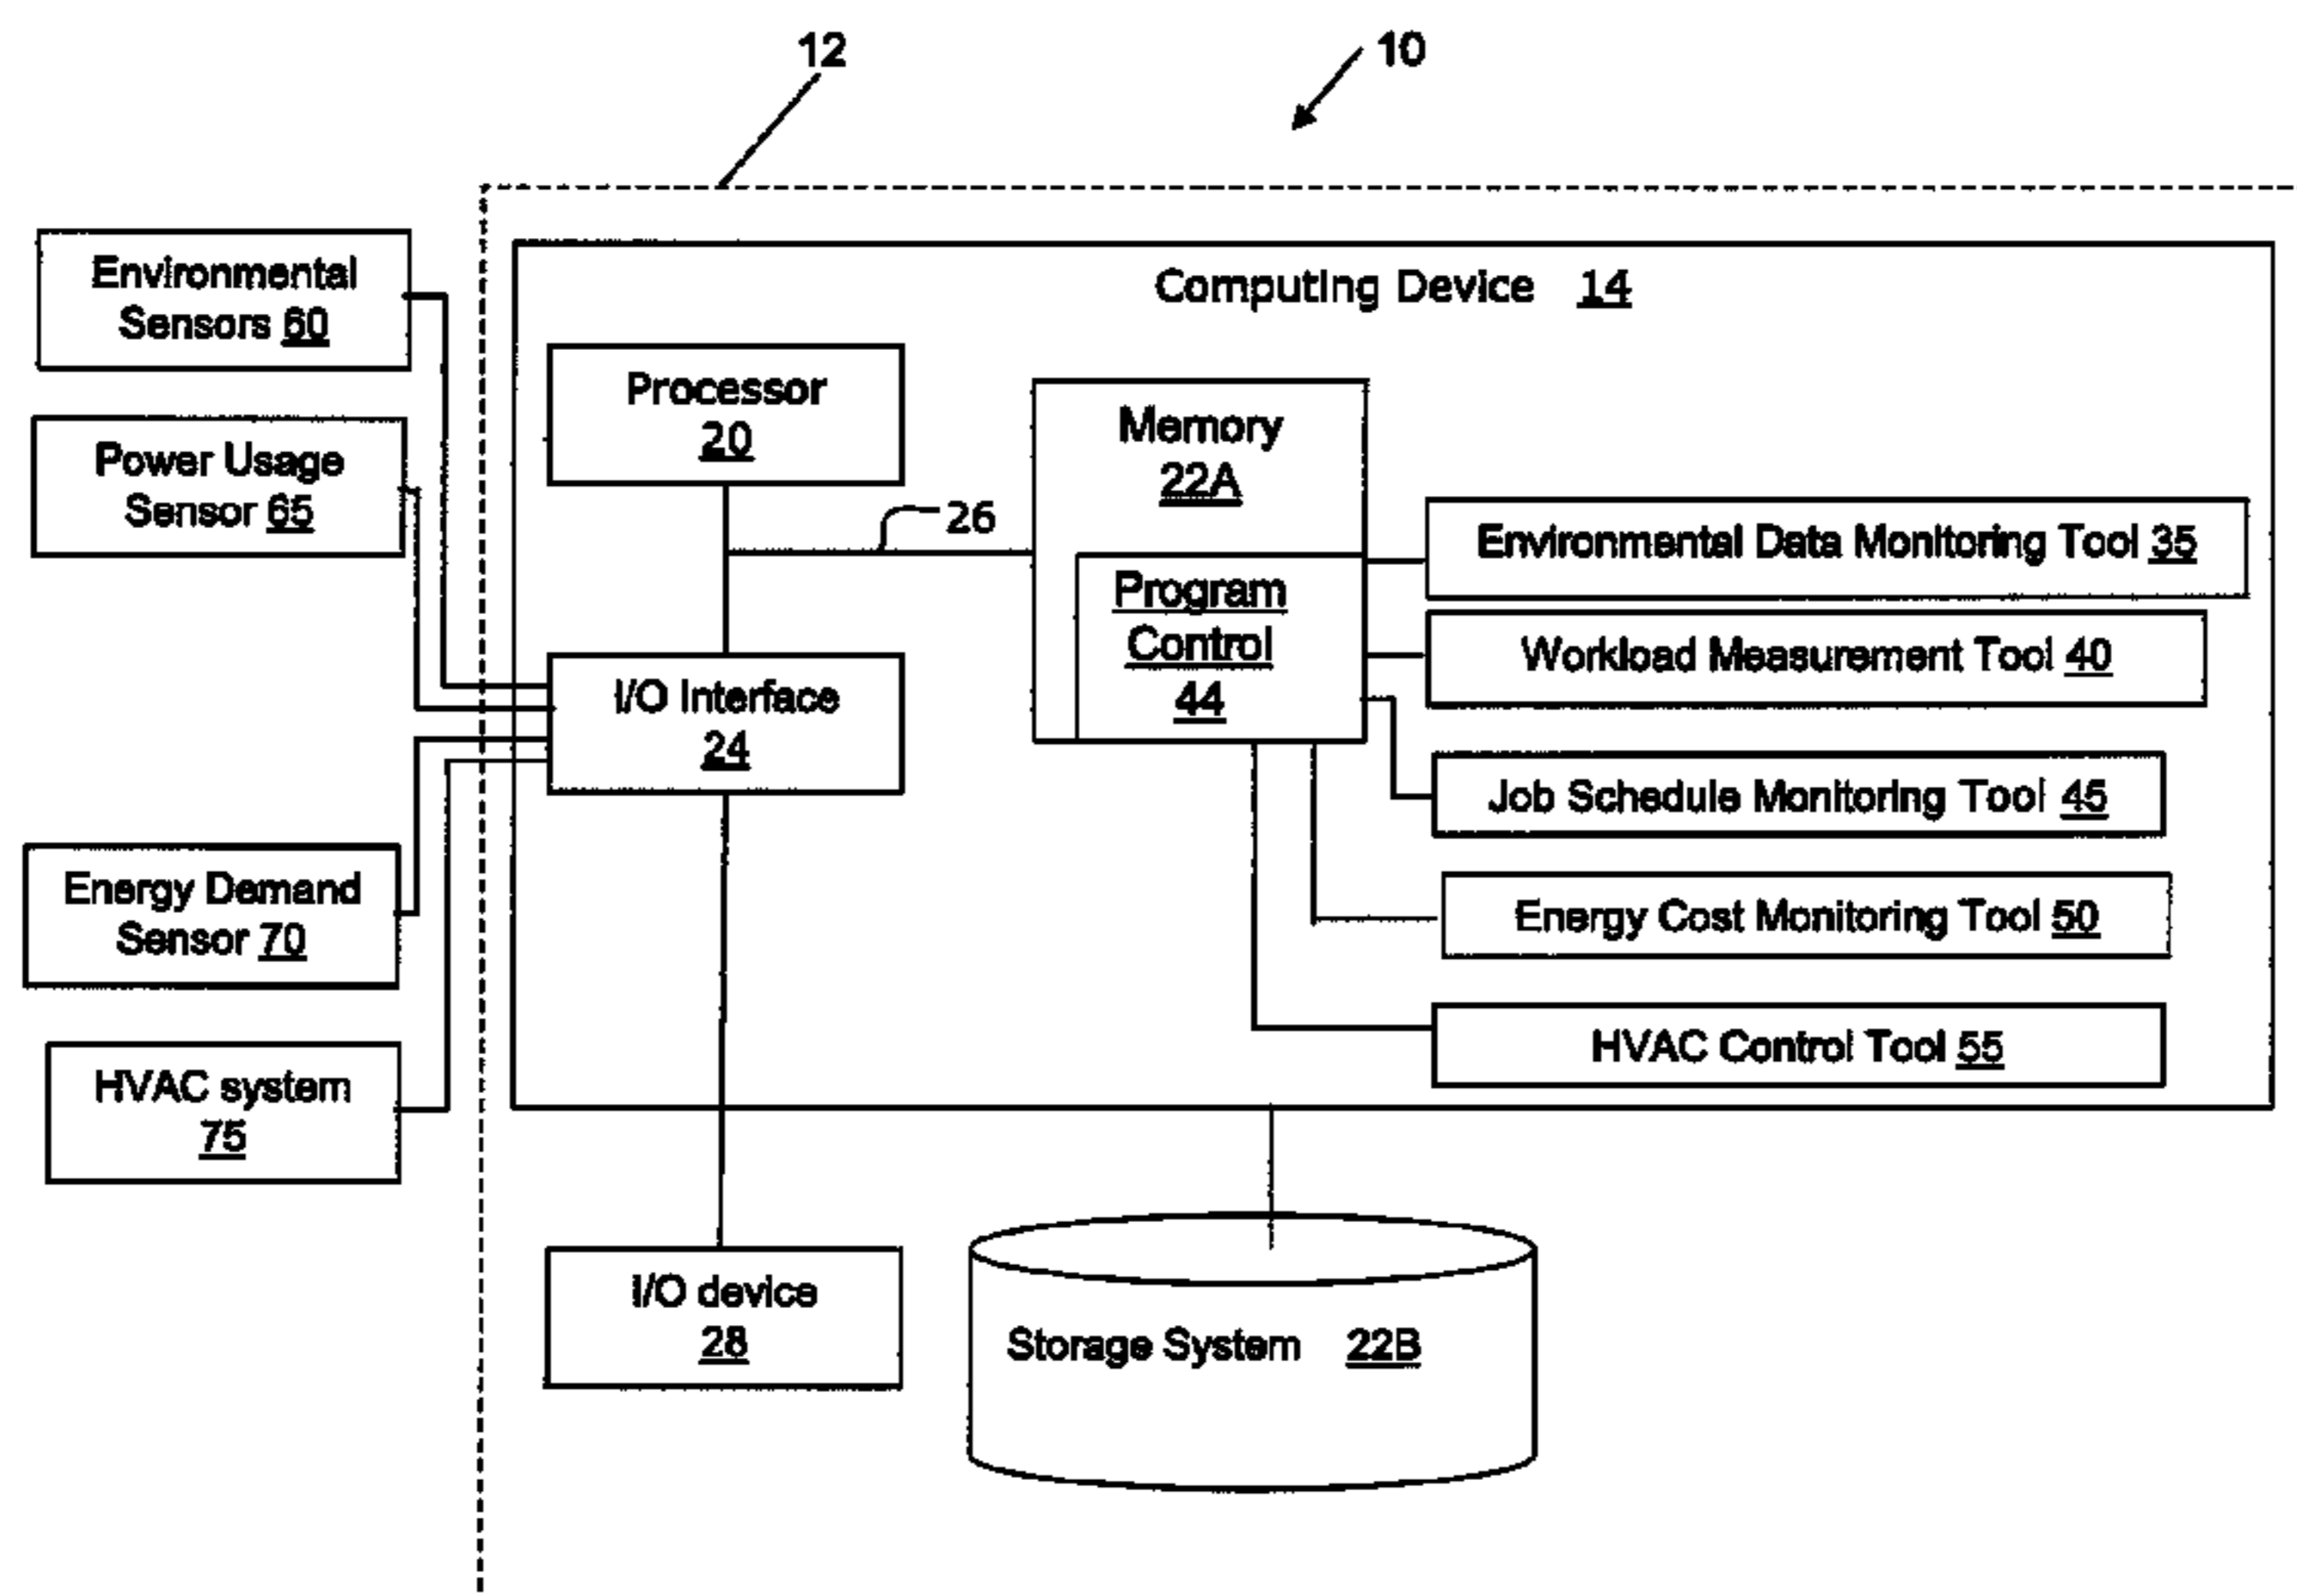 12
10
Environmental
Sensors 60
Computing Device 14
Processor
20
Memory
22A
Power Usage
Sensor 65
26
Environmental Data Monitoring Tool 35
Program
Control
44
Workload Measurement Tool 40
I/O Interface
24
Job Schedule Monitoring Tool 45
Energy Demand
Sensor 70
Energy Cost Monitoring Tool 50
HVAC Control Tool 55
HVAC system
75
I/O device
28
Storage System 22B